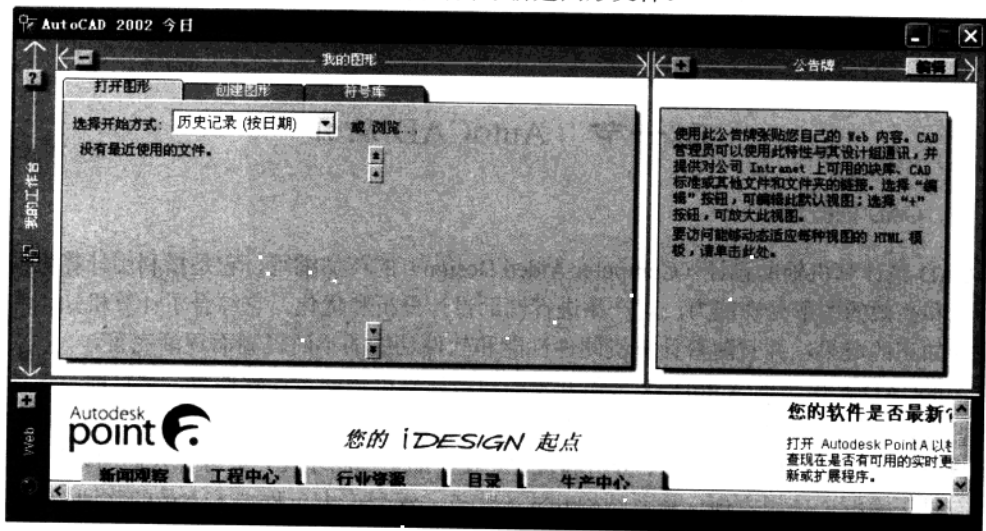 AutoCAD 2002 今日
我的图形
公告牌
编辑
打开图形
创建图形
符号库
选择开始方式: 历史记录 (按日期) 或 浏览
没有最近使用的文件。
我的工作台
使用此公告牌张贴您自己的 Web 内容。CAD
管理员可以使用此特性与其设计组通讯，并
提供对公司 Intranet 上可用的块库、CAD
标准或其他文件和文件夹的链接。选择“编
辑”按钮，可编辑此默认视图；选择“+”
按钮，可放大此视图。
要访问能够动态适应每种视图的 HTML 模
板，请单击此处。
Web
Autodesk
point
您的 iDESIGN 起点
您的软件是否最新
打开 Autodesk Point A 以检
查现在是否有可用的实时更
新或扩展程序。
新闻观察
工程中心
行业资源
目录
生产中心